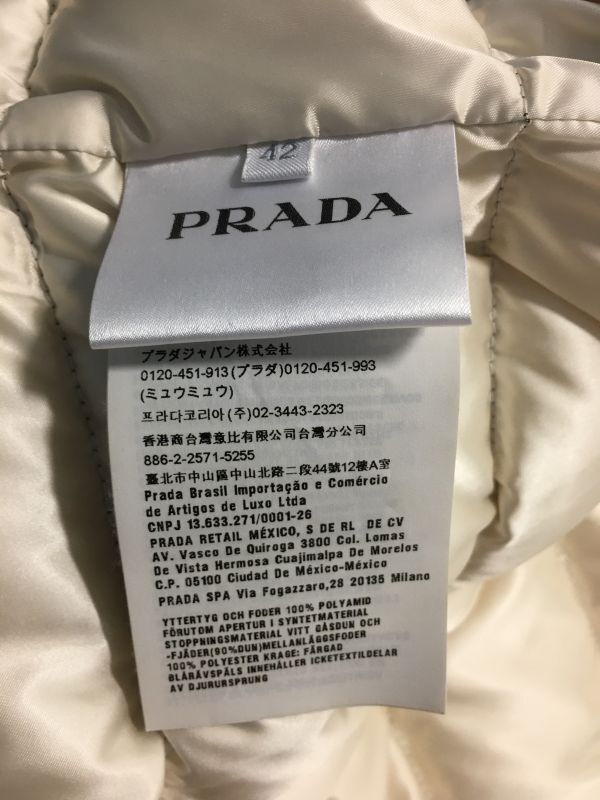 42
PRADA
プラダジャパン株式会社
0120-451-913(プラダ)0120-451-993
(ミュウミュウ)
프라다코리아(주)02-3443-2323
香港商台灣意比有限公司台灣分公司
886-2-2571-5255
臺北市中山區中山北路二段44號12樓A室
Prada Brasil Importação e Comércio
de Artigos de Luxo Ltda
CNPJ 13.633.271/0001-26
PRADA RETAIL MÉXICO, S DE RL DE CV
AV. Vasco De Quiroga 3800 Col. Lomas
De Vista Hermosa Cuajimalpa De Morelos
C.P. 05100 Ciudad De México-México
PRADA SPA Via Fogazzaro,28 20135 Milano
YTTERTYG OCH FODER 100% POLYAMID
FÖRUTOM APERTUR I SYNTETMATERIAL
STOPPNINGSMATERIAL VITT GÅSDUN OCH
-FJÄDER(90%DUN)MELLANLÄGGSFODER
100% POLYESTER KRAGE: FÄRGAD
BLÅRÄVSPÄLS INNEHÅLLER ICKETEXTILDELAR
AV DJURURSPRUNG